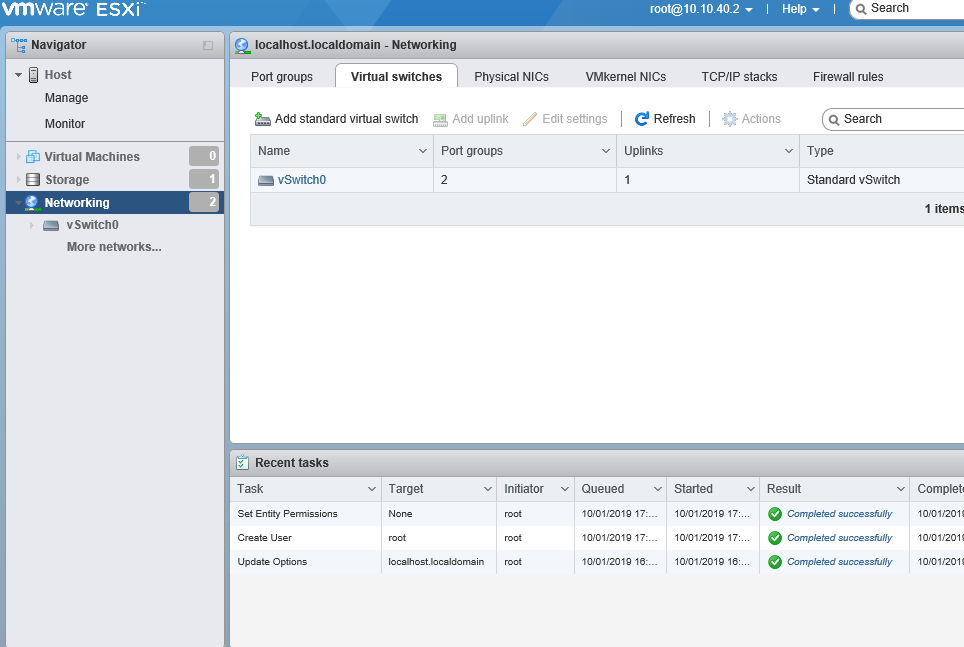 vmware ESXi
root@10.10.40.2 | Help | Search
Navigator
Host
Manage
Monitor
Virtual Machines 0
Storage 1
Networking 2
vSwitch0
More networks...
localhost.localdomain - Networking
Port groups Virtual switches Physical NICs VMkernel NICs TCP/IP stacks Firewall rules
Add standard virtual switch Add uplink Edit settings | Refresh | Actions Search
Name Port groups Uplinks Type
vSwitch0 2 1 Standard vSwitch
1 items
Recent tasks
Task Target Initiator Queued Started Result Complete
Set Entity Permissions None root 10/01/2019 17:... 10/01/2019 17:... Completed successfully 10/01/201
Create User root root 10/01/2019 17:... 10/01/2019 17:... Completed successfully 10/01/201
Update Options localhost.localdomain root 10/01/2019 16:... 10/01/2019 16:... Completed successfully 10/01/201